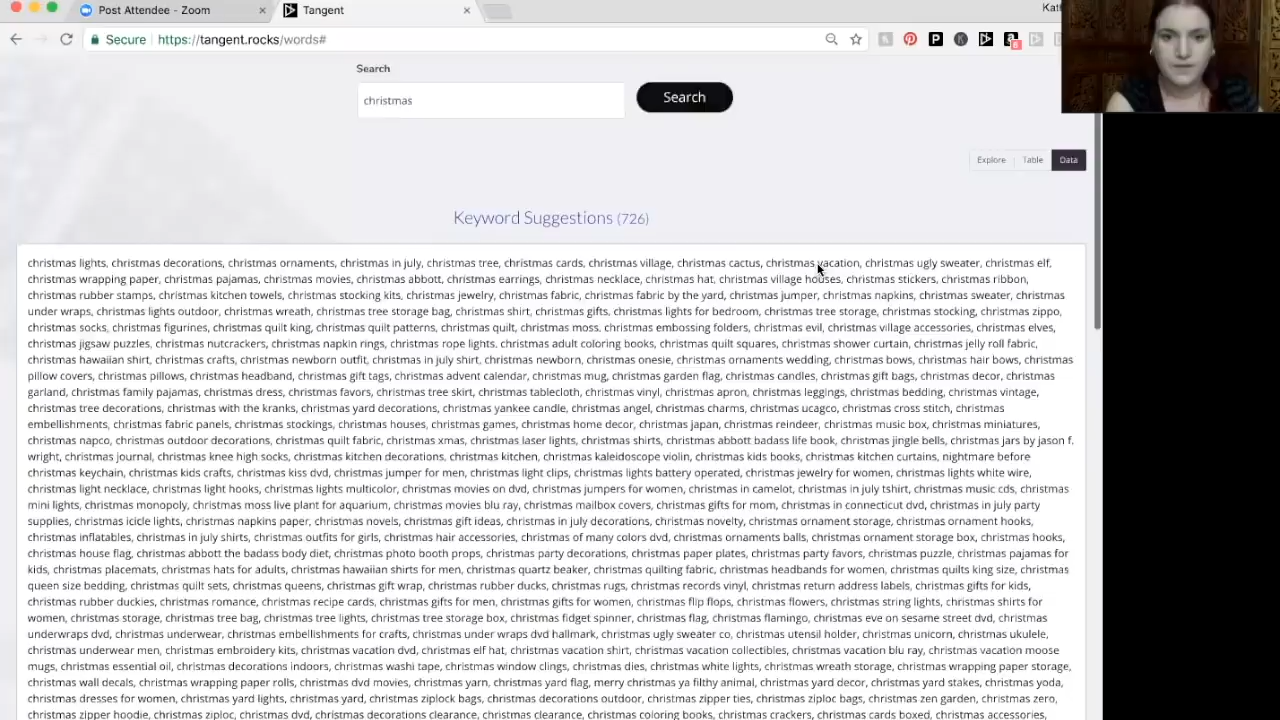 Post Attendee - Zoom
Tangent
Kath
Secure https://tangent.rocks/words#
Search
christmas
Search
Explore Table Data
Keyword Suggestions (726)
christmas lights, christmas decorations, christmas ornaments, christmas in july, christmas tree, christmas cards, christmas village, christmas cactus, christmas vacation, christmas ugly sweater, christmas elf,
christmas wrapping paper, christmas pajamas, christmas movies, christmas abbott, christmas earrings, christmas necklace, christmas hat, christmas village houses, christmas stickers, christmas ribbon,
christmas rubber stamps, christmas kitchen towels, christmas stocking kits, christmas jewelry, christmas fabric, christmas fabric by the yard, christmas jumper, christmas napkins, christmas sweater, christmas
under wraps, christmas lights outdoor, christmas wreath, christmas tree storage bag, christmas shirt, christmas gifts, christmas lights for bedroom, christmas tree storage, christmas stocking, christmas zippo,
christmas socks, christmas figurines, christmas quilt king, christmas quilt patterns, christmas quilt, christmas moss. christmas embossing folders, christmas evil, christmas village accessories, christmas elves,
christmas jigsaw puzzles, christmas nutcrackers, christmas napkin rings, christmas rope lights. christmas adult coloring books, christmas quilt squares, christmas shower curtain, christmas jelly roll fabric,
christmas hawaiian shirt, christmas crafts, christmas newborn outfit, christmas in july shirt, christmas newborn, christmas onesie, christmas ornaments wedding, christmas bows, christmas hair bows, christmas
pillow covers, christmas pillows, christmas headband, christmas gift tags, christmas advent calendar, christmas mug, christmas garden flag, christmas candles, christmas gift bags, christmas decor, christmas
garland, christmas family pajamas, christmas dress, christmas favors, christmas tree skirt, christmas tablecloth, christmas vinyl, christmas apron, christmas leggings, christmas bedding, christmas vintage,
christmas tree decorations, christmas with the kranks, christmas yard decorations, christmas yankee candle, christmas angel, christmas charms, christmas ucagco, christmas cross stitch, christmas
embellishments, christmas fabric panels, christmas stockings, christmas houses, christmas games, christmas home decor, christmas japan, christmas reindeer, christmas music box, christmas miniatures,
christmas napco, christmas outdoor decorations, christmas quilt fabric, christmas xmas, christmas laser lights, christmas shirts, christmas abbott badass life book, christmas jingle bells, christmas jars by jason f.
wright, christmas journal, christmas knee high socks, christmas kitchen decorations, christmas kitchen, christmas kaleidoscope violin, christmas kids books, christmas kitchen curtains, nightmare before
christmas keychain, christmas kids crafts, christmas kiss dvd, christmas jumper for men, christmas light clips, christmas lights battery operated, christmas jewelry for women, christmas lights white wire,
christmas light necklace, christmas light hooks, christmas lights multicolor, christmas movies on dvd, christmas jumpers for women, christmas in camelot, christmas in july tshirt, christmas music cds, christmas
mini lights, christmas monopoly, christmas moss live plant for aquarium, christmas movies blu ray, christmas mailbox covers, christmas gifts for mom, christmas in connecticut dvd, christmas in july party
supplies, christmas icicle lights, christmas napkins paper, christmas novels, christmas gift ideas, christmas in july decorations, christmas novelty, christmas ornament storage, christmas ornament hooks,
christmas inflatables, christmas in july shirts, christmas outfits for girls, christmas hair accessories, christmas of many colors dvd, christmas ornaments balls, christmas ornament storage box, christmas hooks,
christmas house flag, christmas abbott the badass body diet, christmas photo booth props, christmas party decorations, christmas paper plates, christmas party favors, christmas puzzle, christmas pajamas for
kids, christmas placemats, christmas hats for adults, christmas hawaiian shirts for men, christmas quartz beaker, christmas quilting fabric, christmas headbands for women, christmas quilts king size, christmas
queen size bedding, christmas quilt sets, christmas queens, christmas gift wrap, christmas rubber ducks, christmas rugs, christmas records vinyl, christmas return address labels, christmas gifts for kids,
christmas rubber duckies, christmas romance, christmas recipe cards, christmas gifts for men, christmas gifts for women, christmas flip flops, christmas flowers, christmas string lights, christmas shirts for
women, christmas storage, christmas tree bag, christmas tree lights, christmas tree storage box, christmas fidget spinner, christmas flag, christmas flamingo, christmas eve on sesame street dvd, christmas
underwraps dvd, christmas underwear, christmas embellishments for crafts, christmas under wraps dvd hallmark, christmas ugly sweater co, christmas utensil holder, christmas unicorn, christmas ukulele,
christmas underwear men, christmas embroidery kits, christmas vacation dvd, christmas elf hat, christmas vacation shirt, christmas vacation collectibles, christmas vacation blu ray, christmas vacation moose
mugs, christmas essential oil, christmas decorations indoors, christmas washi tape, christmas window clings, christmas dies, christmas white lights, christmas wreath storage, christmas wrapping paper storage,
christmas wall decals, christmas wrapping paper rolls, christmas dvd movies, christmas yarn, christmas yard flag, merry christmas ya filthy animal, christmas yard decor, christmas yard stakes, christmas yoda,
christmas dresses for women, christmas yard lights, christmas yard, christmas ziplock bags, christmas decorations outdoor, christmas zipper ties, christmas ziploc bags, christmas zen garden, christmas zero,
christmas zipper hoodie, christmas ziploc, christmas dvd, christmas decorations clearance, christmas clearance, christmas coloring books, christmas crackers, christmas cards boxed, christmas accessories,